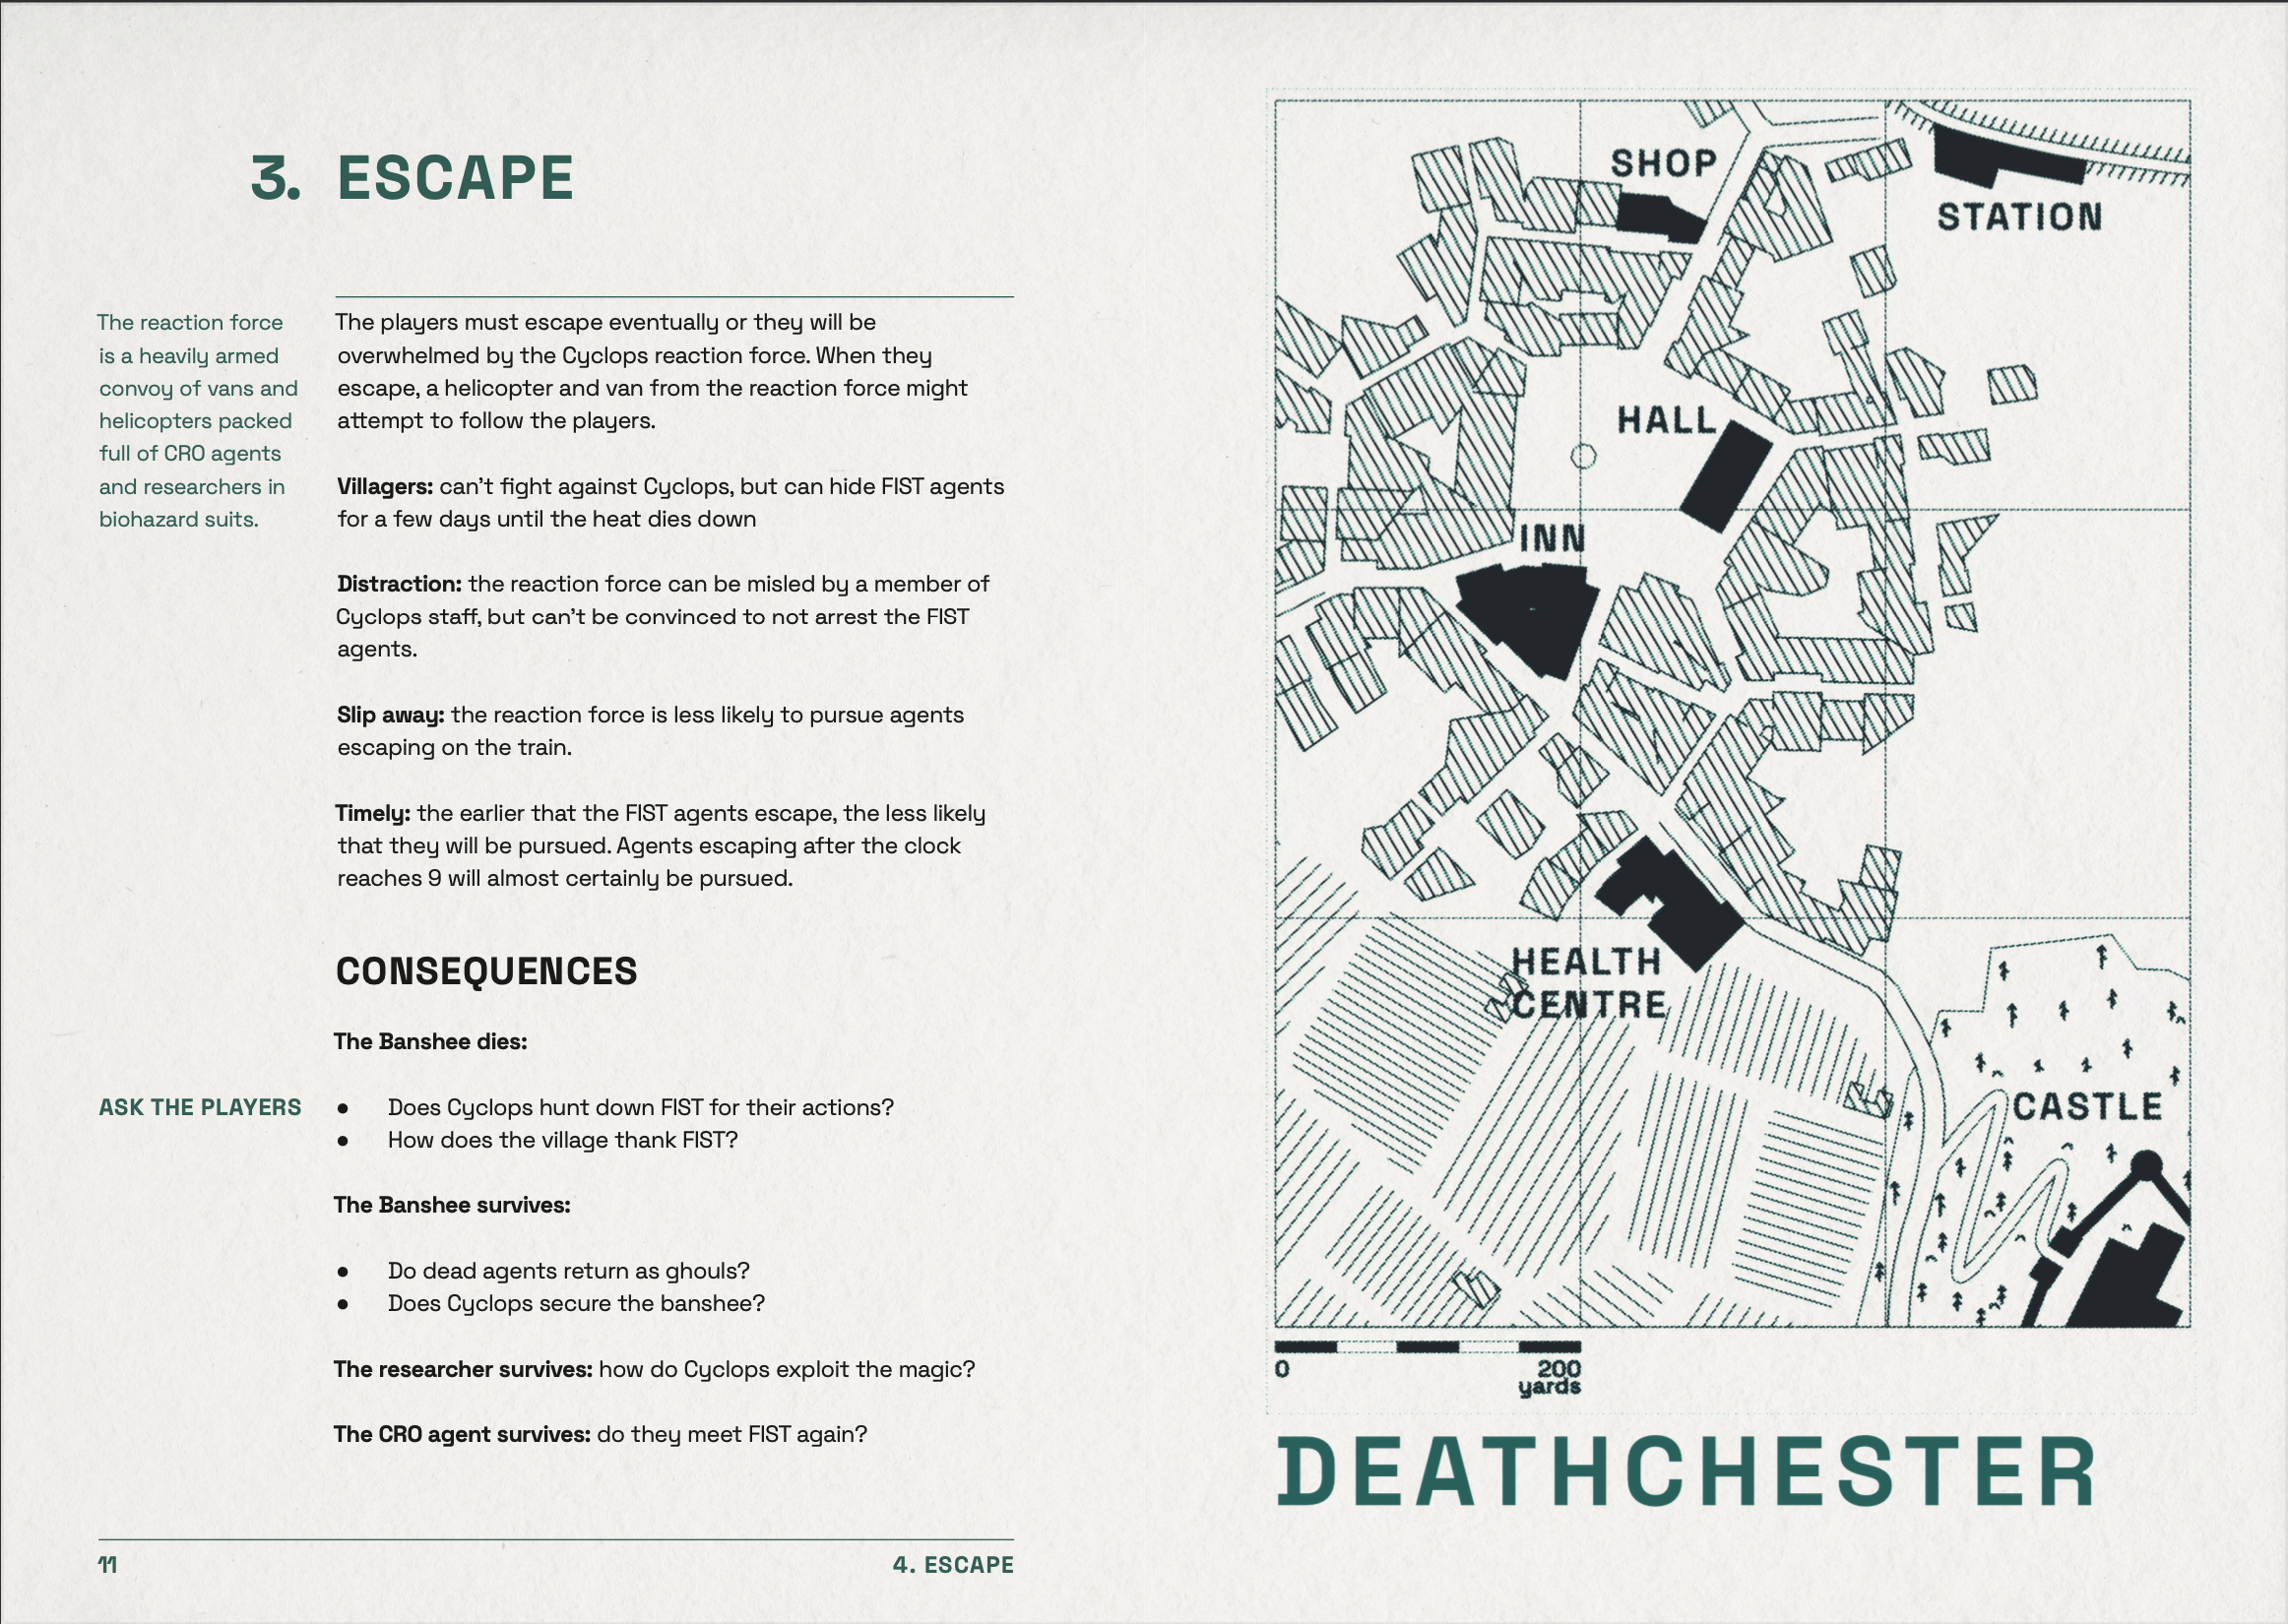 3. ESCAPE
The reaction force
is a heavily armed
convoy of vans and
helicopters packed
full of CRO agents
and researchers in
biohazard suits.
The players must escape eventually or they will be
overwhelmed by the Cyclops reaction force. When they
escape, a helicopter and van from the reaction force might
attempt to follow the players.
Villagers: can't fight against Cyclops, but can hide FIST agents
for a few days until the heat dies down
Distraction: the reaction force can be misled by a member of
Cyclops staff, but can't be convinced to not arrest the FIST
agents.
Slip away: the reaction force is less likely to pursue agents
escaping on the train.
Timely: the earlier that the FIST agents escape, the less likely
that they will be pursued. Agents escaping after the clock
reaches 9 will almost certainly be pursued.
CONSEQUENCES
The Banshee dies:
ASK THE PLAYERS
● Does Cyclops hunt down FIST for their actions?
● How does the village thank FIST?
The Banshee survives:
● Do dead agents return as ghouls?
● Does Cyclops secure the banshee?
The researcher survives: how do Cyclops exploit the magic?
The CRO agent survives: do they meet FIST again?
11
4. ESCAPE
SHOP
STATION
HALL
INN
HEALTH
CENTRE
CASTLE
0
200
yards
DEATHCHESTER